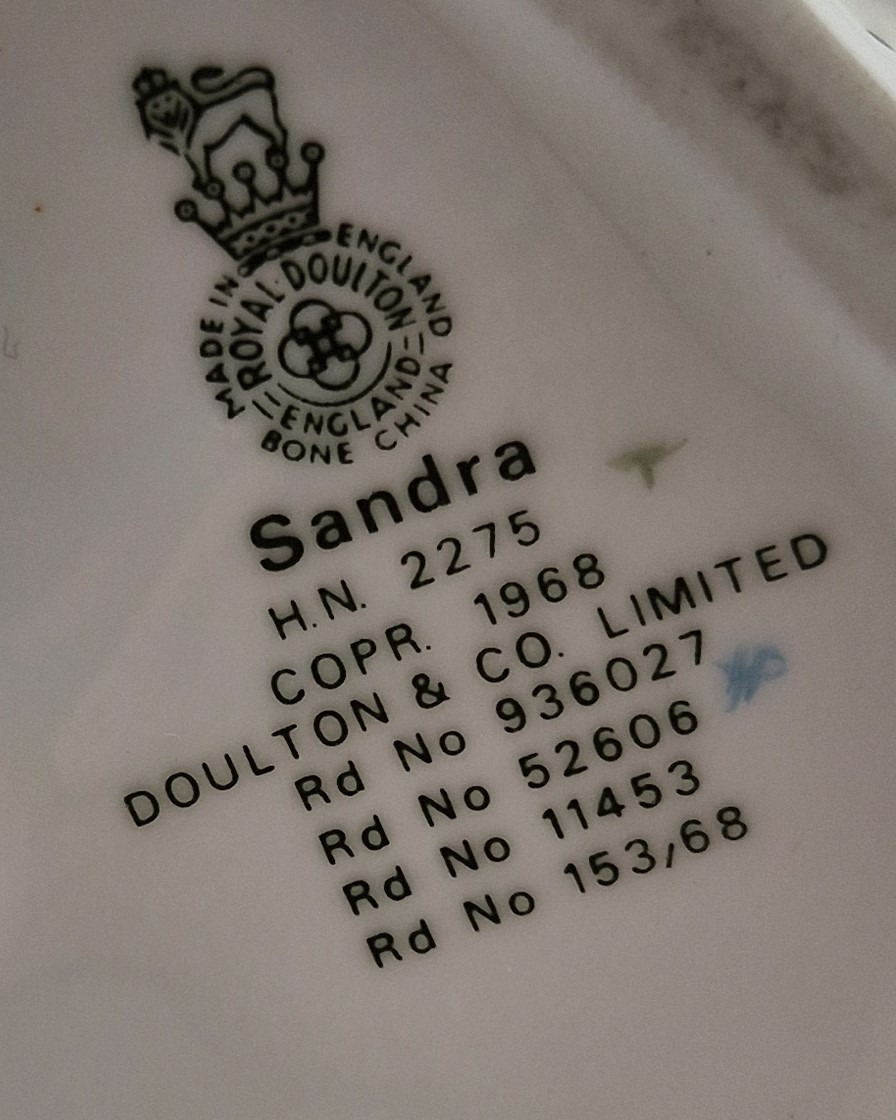 MADE IN ENGLAND
ROYAL·DOULTON
ENGLAND
BONE CHINA
Sandra
H.N. 2275
COPR. 1968
DOULTON & CO. LIMITED
Rd No 936027
Rd No 52606
Rd No 11453
Rd No 153/68